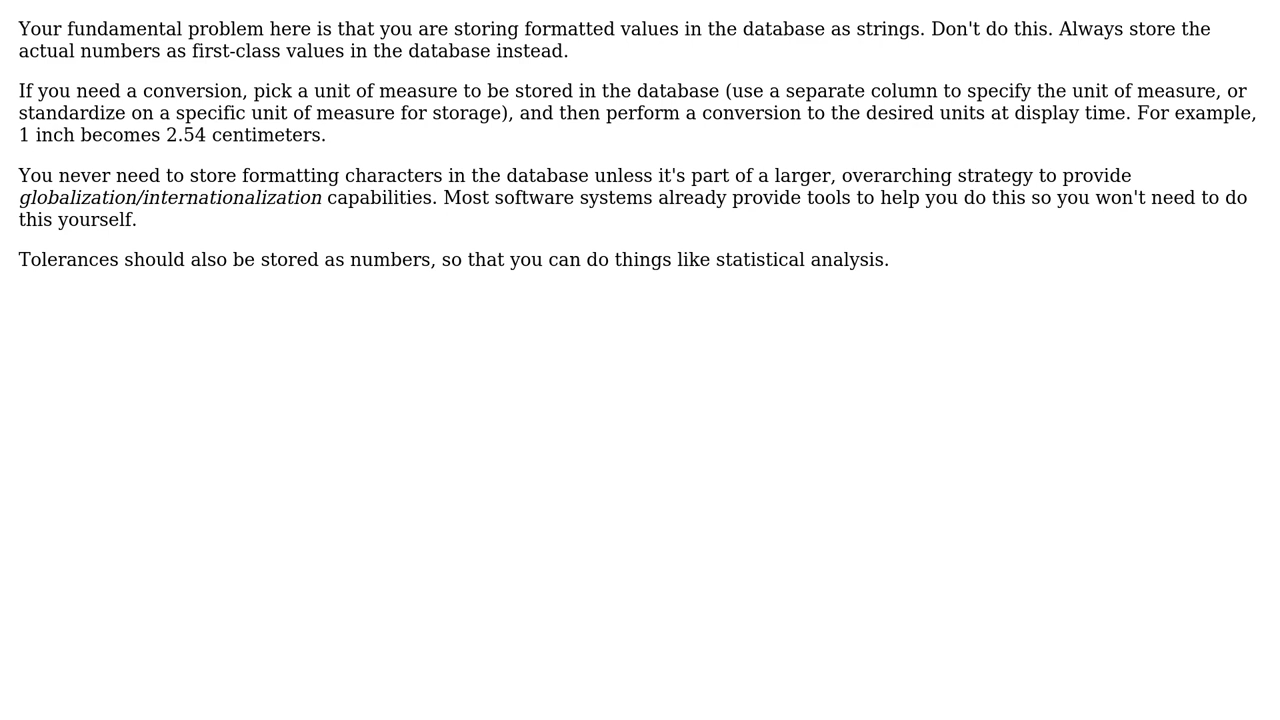 Your fundamental problem here is that you are storing formatted values in the database as strings. Don't do this. Always store the
actual numbers as first-class values in the database instead.
If you need a conversion, pick a unit of measure to be stored in the database (use a separate column to specify the unit of measure, or
standardize on a specific unit of measure for storage), and then perform a conversion to the desired units at display time. For example,
1 inch becomes 2.54 centimeters.
You never need to store formatting characters in the database unless it's part of a larger, overarching strategy to provide
globalization/internationalization capabilities. Most software systems already provide tools to help you do this so you won't need to do
this yourself.
Tolerances should also be stored as numbers, so that you can do things like statistical analysis.